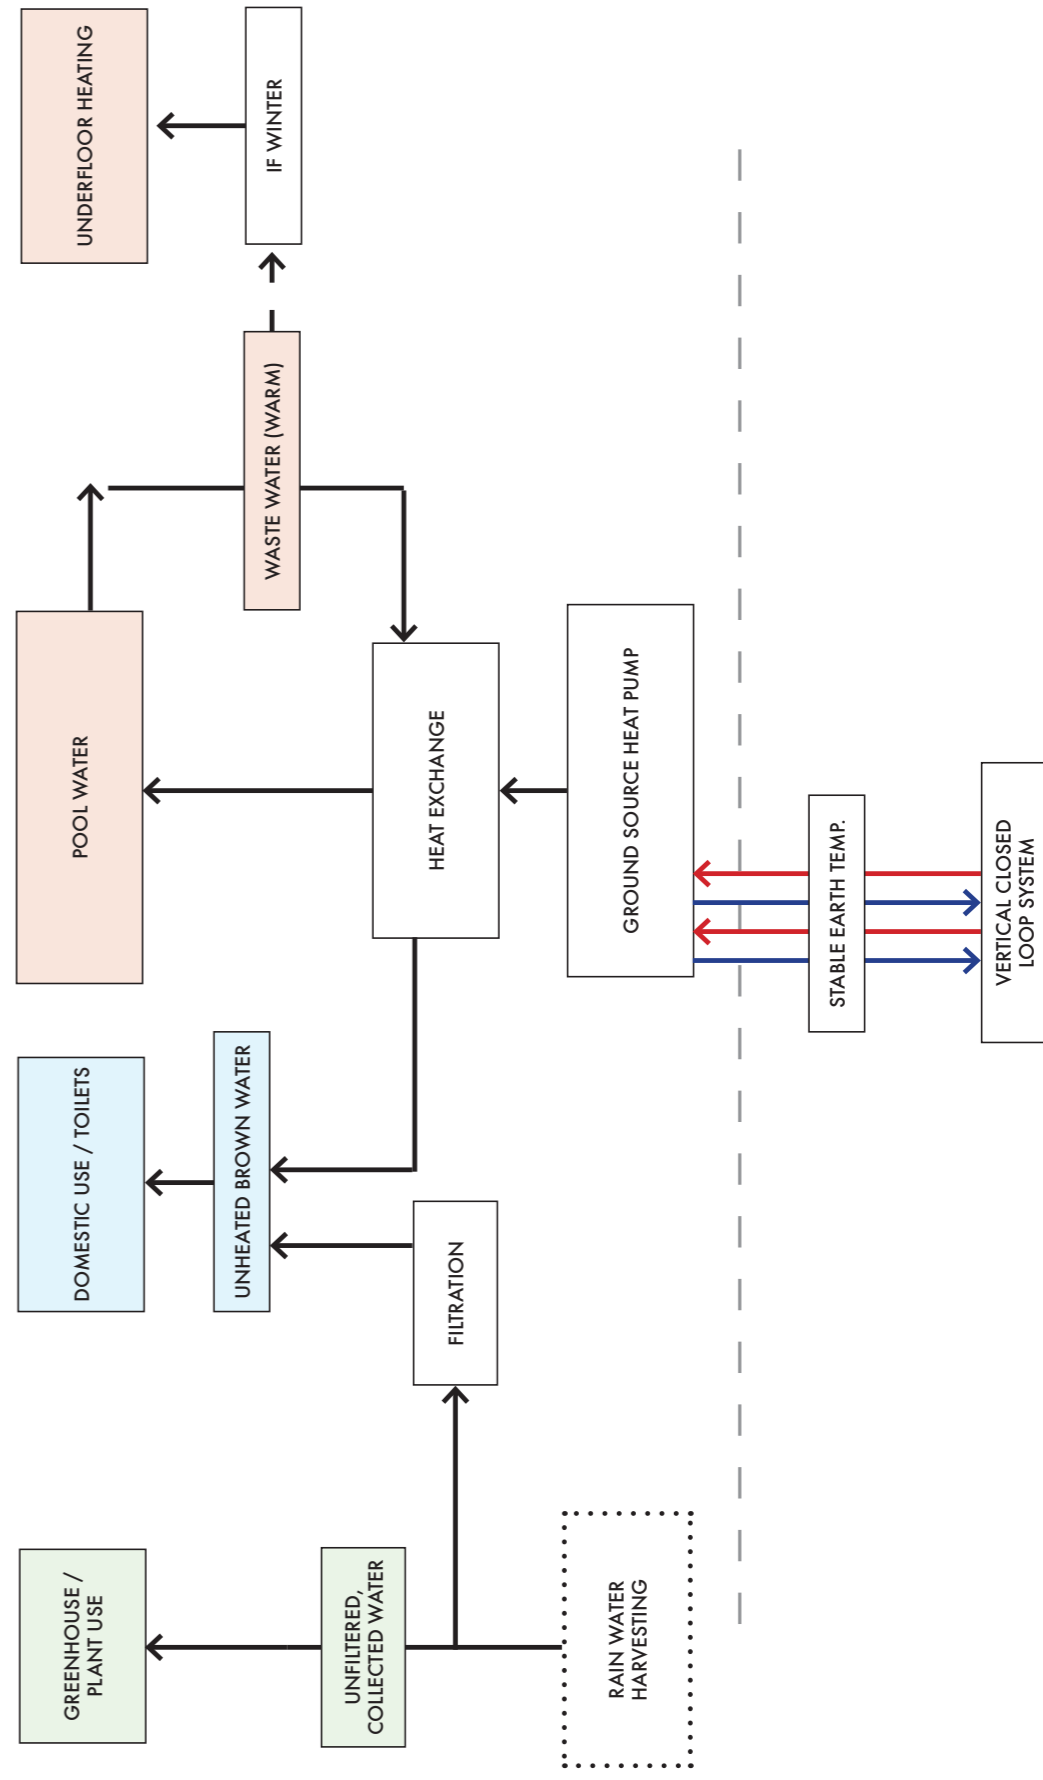 GREENHOUSE /
PLANT USE
DOMESTIC USE / TOILETS
POOL WATER
UNDERFLOOR HEATING
UNHEATED BROWN WATER
WASTE WATER (WARM)
IF WINTER
UNFILTERED,
COLLECTED WATER
FILTRATION
HEAT EXCHANGE
RAIN WATER
HARVESTING
GROUND SOURCE HEAT PUMP
STABLE EARTH TEMP.
VERTICAL CLOSED
LOOP SYSTEM